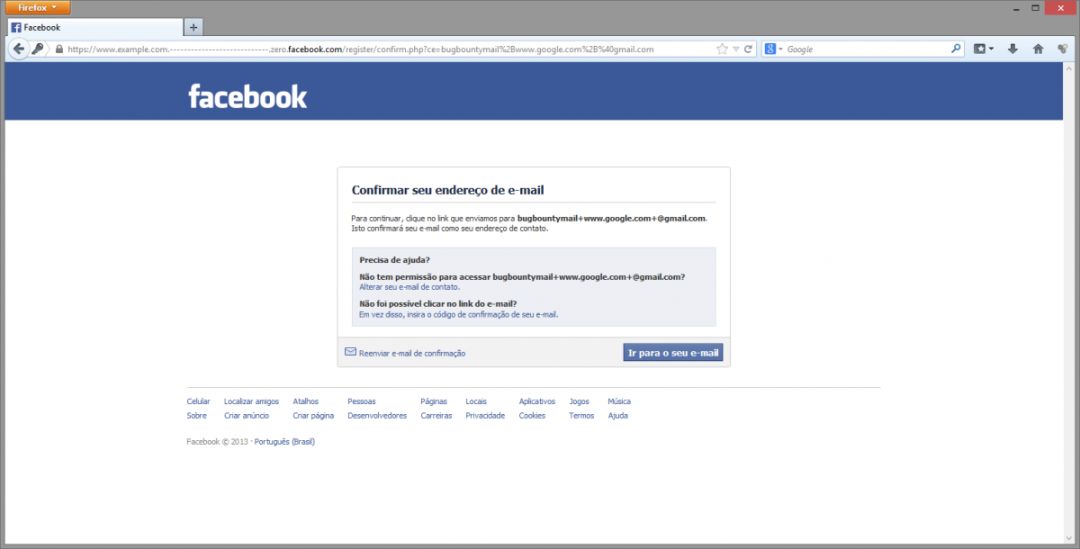 Firefox
Facebook
https://www.example.com.----------------------------.zero.facebook.com/register/confirm.php?ce=bugbountymail%2Bwww.google.com%2B%40gmail.com
Google
facebook
Confirmar seu endereço de e-mail
Para continuar, clique no link que enviamos para bugbountymail+www.google.com+@gmail.com.
Isto confirmará seu e-mail como seu endereço de contato.
Precisa de ajuda?
Não tem permissão para acessar bugbountymail+www.google.com+@gmail.com?
Alterar seu e-mail de contato.
Não foi possível clicar no link do e-mail?
Em vez disso, insira o código de confirmação de seu e-mail.
Reenviar e-mail de confirmação
Ir para o seu e-mail
Celular Localizar amigos Atalhos Pessoas Páginas Locais Aplicativos Jogos Música
Sobre Criar anúncio Criar página Desenvolvedores Carreiras Privacidade Cookies Termos Ajuda
Facebook © 2013 · Português (Brasil)